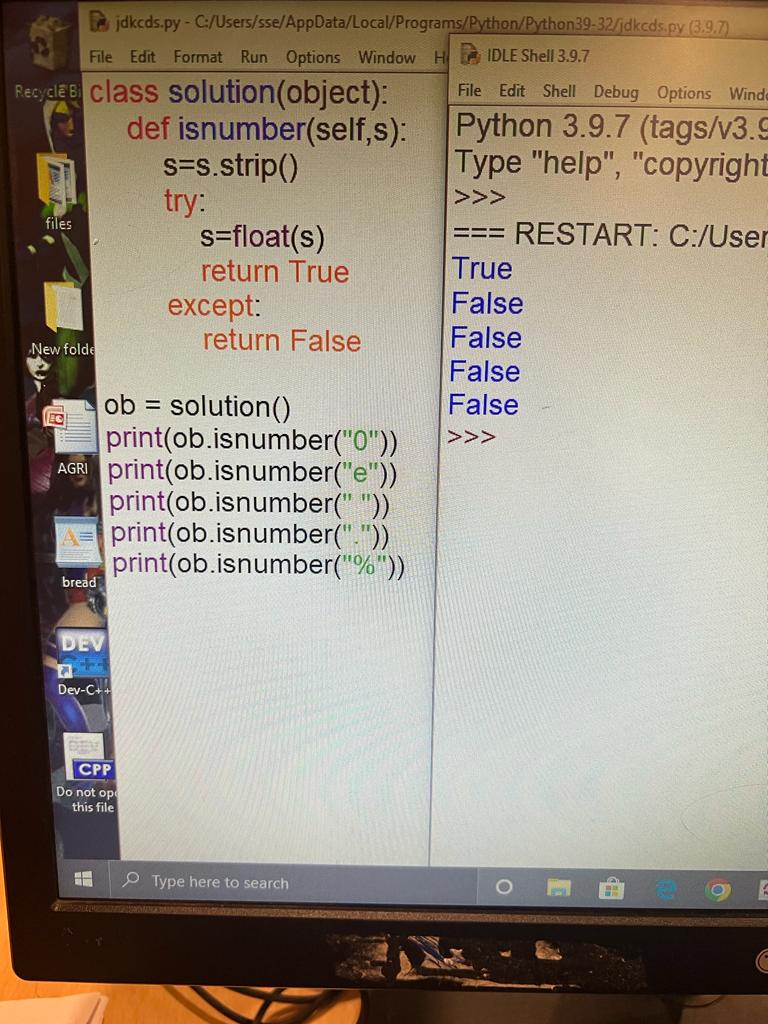 jdkcds.py - C:/Users/sse/AppData/Local/Programs/Python/Python39-32/jdkcds.py (3.9.7)
File Edit Format Run Options Window H
class solution(object):
def isnumber(self,s):
s=s.strip()
try:
s=float(s)
return True
except:
return False
ob = solution()
print(ob.isnumber("0"))
print(ob.isnumber("e"))
print(ob.isnumber(" "))
print(ob.isnumber("."))
print(ob.isnumber("%"))
IDLE Shell 3.9.7
File Edit Shell Debug Options Windo
Python 3.9.7 (tags/v3.9
Type "help", "copyright
>>>
=== RESTART: C:/User
True
False
False
False
False
>>>
Recycle Bi
files
New folde
AGRI
bread
DEV
C++
Dev-C++
CPP
Do not ope
this file
Type here to search